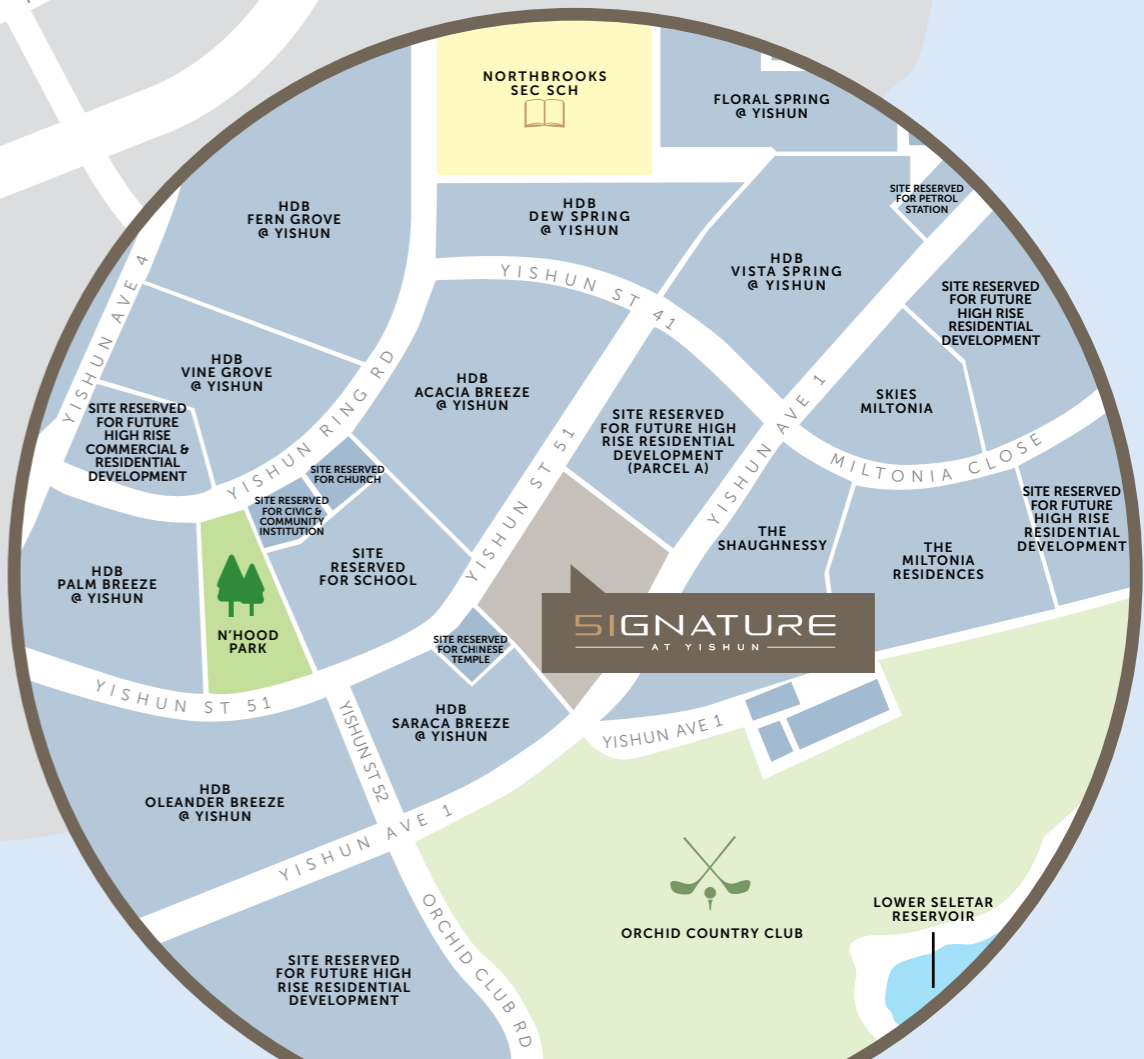 NORTHBROOKS
SEC SCH
FLORAL SPRING
@ YISHUN
SITE RESERVED
FOR PETROL
STATION
HDB
FERN GROVE
@ YISHUN
HDB
DEW SPRING
@ YISHUN
HDB
VISTA SPRING
@ YISHUN
YISHUN AVE 4
YISHUN ST 41
SITE RESERVED
FOR FUTURE
HIGH RISE
RESIDENTIAL
DEVELOPMENT
HDB
VINE GROVE
@ YISHUN
YISHUN RING RD
HDB
ACACIA BREEZE
@ YISHUN
SKIES
MILTONIA
SITE RESERVED
FOR FUTURE
HIGH RISE
COMMERCIAL &
RESIDENTIAL
DEVELOPMENT
SITE RESERVED
FOR FUTURE HIGH
RISE RESIDENTIAL
DEVELOPMENT
(PARCEL A)
YISHUN AVE 1
MILTONIA CLOSE
SITE RESERVED
FOR CHURCH
SITE RESERVED
FOR CIVIC &
COMMUNITY
INSTITUTION
YISHUN ST 51
SITE RESERVED
FOR FUTURE
HIGH RISE
RESIDENTIAL
DEVELOPMENT
THE
SHAUGHNESSY
THE
MILTONIA
RESIDENCES
SITE
RESERVED
FOR SCHOOL
HDB
PALM BREEZE
@ YISHUN
N'HOOD
PARK
51GNATURE
AT YISHUN
SITE RESERVED
FOR CHINESE
TEMPLE
YISHUN ST 51
YISHUN ST 52
HDB
SARACA BREEZE
@ YISHUN
YISHUN AVE 1
HDB
OLEANDER BREEZE
@ YISHUN
YISHUN AVE 1
ORCHID CLUB RD
ORCHID COUNTRY CLUB
LOWER SELETAR
RESERVOIR
SITE RESERVED
FOR FUTURE HIGH
RISE RESIDENTIAL
DEVELOPMENT